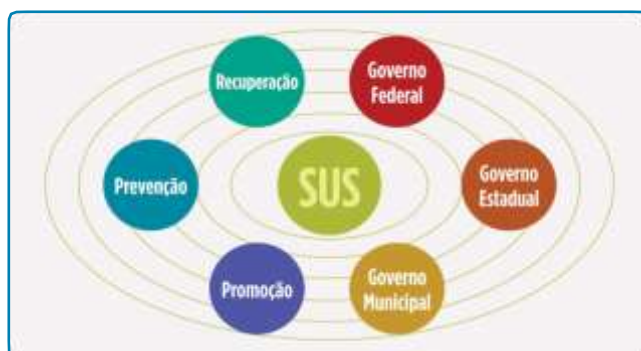 Recuperação
Governo
Federal
Prevenção
SUS
Governo
Estadual
Promoção
Governo
Municipal